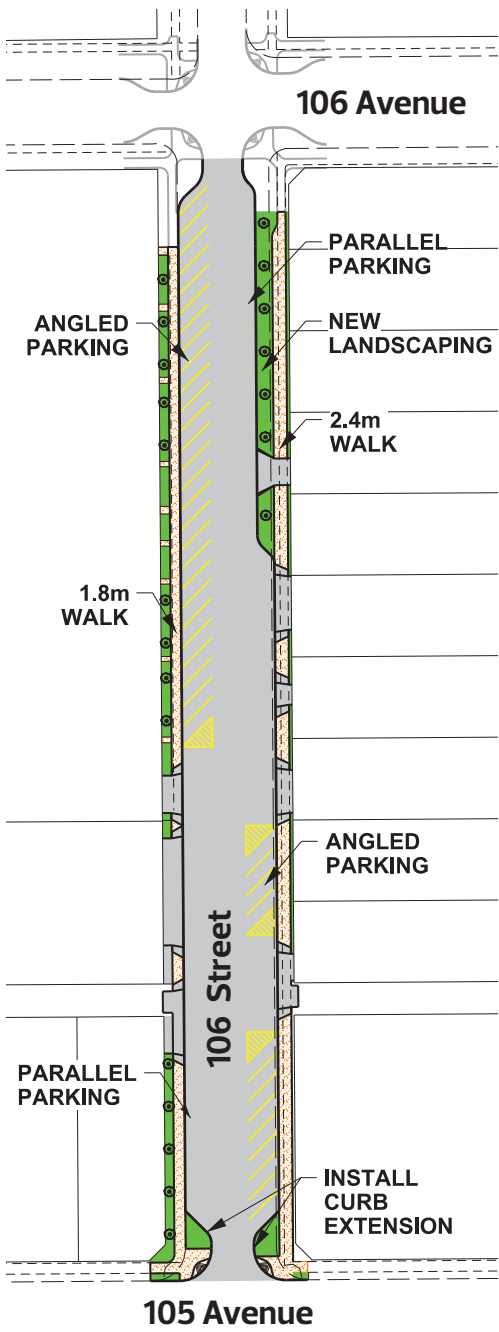 106 Avenue
PARALLEL
PARKING
ANGLED
PARKING
NEW
LANDSCAPING
2.4m
WALK
1.8m
WALK
ANGLED
PARKING
106 Street
PARALLEL
PARKING
INSTALL
CURB
EXTENSION
105 Avenue